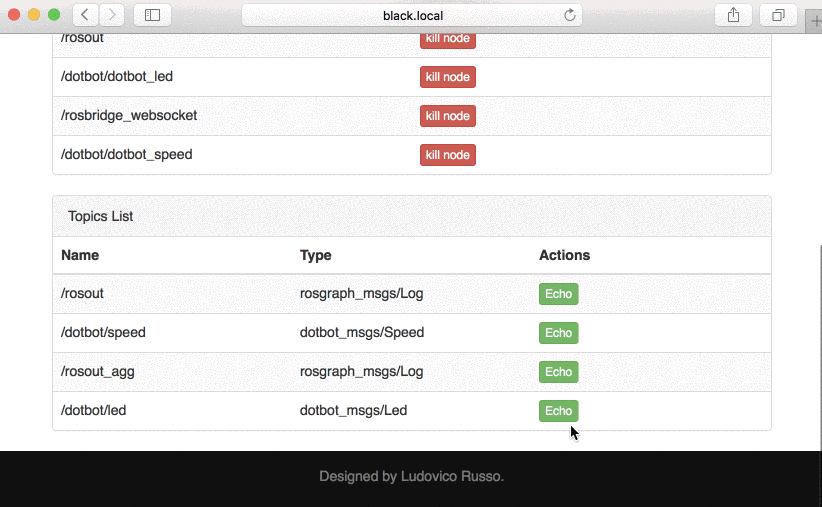 black.local
/rosout kill node
/dotbot/dotbot_led kill node
/rosbridge_websocket kill node
/dotbot/dotbot_speed kill node
Topics List
Name Type Actions
/rosout rosgraph_msgs/Log Echo
/dotbot/speed dotbot_msgs/Speed Echo
/rosout_agg rosgraph_msgs/Log Echo
/dotbot/led dotbot_msgs/Led Echo
Designed by Ludovico Russo.